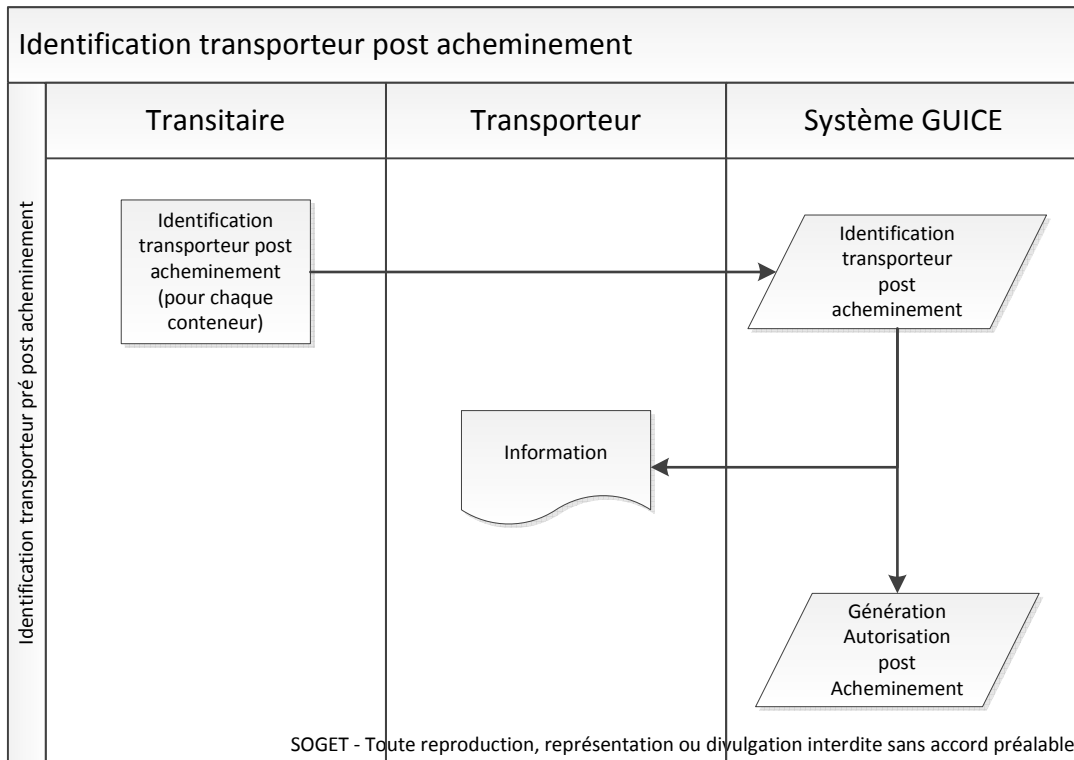 Identification transporteur post acheminement
Transitaire
Transporteur
Système GUICE
Identification transporteur pré post acheminement
Identification
transporteur post
acheminement
(pour chaque
conteneur)
Identification
transporteur
post
acheminement
Information
Génération
Autorisation
post
Acheminement
SOGET - Toute reproduction, représentation ou divulgation interdite sans accord préalable